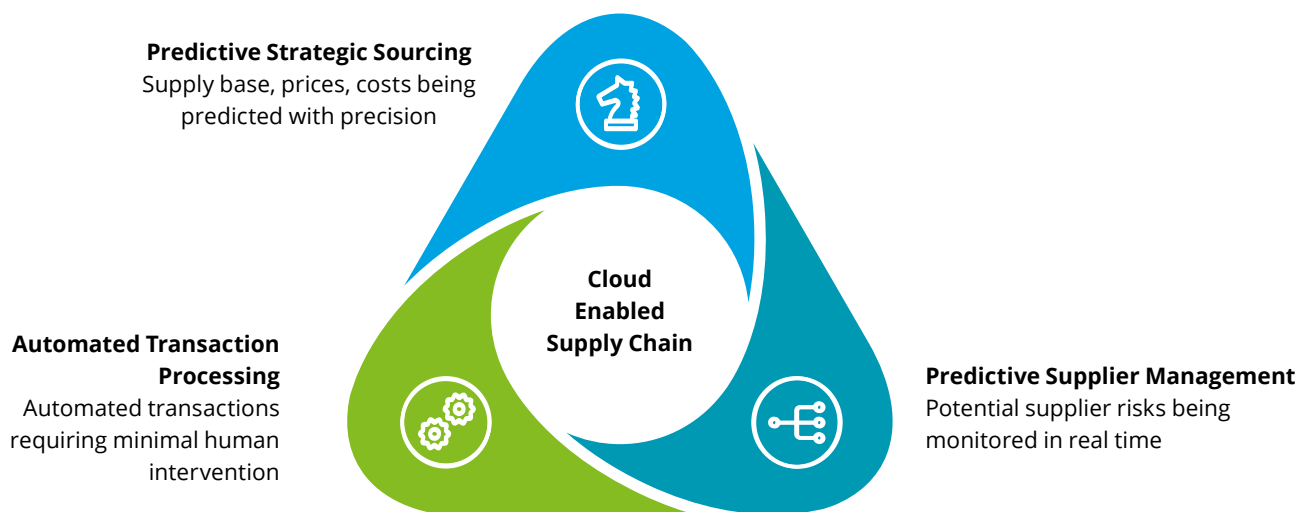 Predictive Strategic Sourcing
Supply base, prices, costs being
predicted with precision
Cloud
Enabled
Supply Chain
Automated Transaction
Processing
Automated transactions
requiring minimal human
intervention
Predictive Supplier Management
Potential supplier risks being
monitored in real time